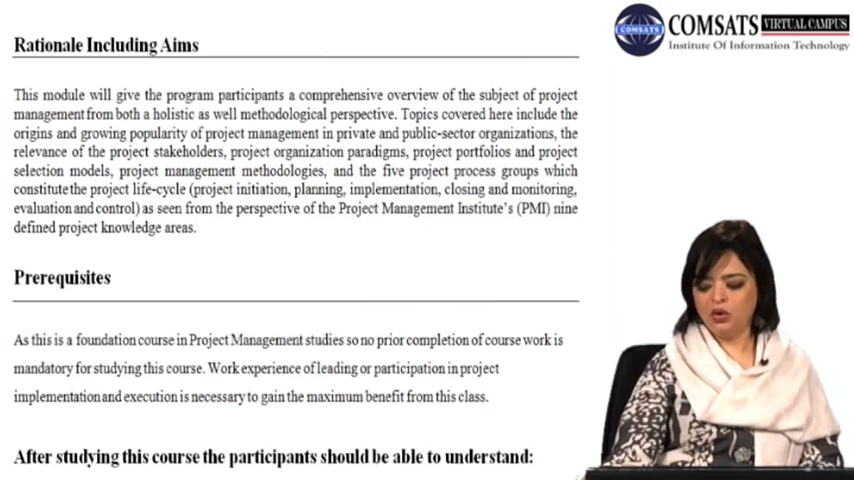 COMSATS VIRTUAL CAMPUS
COMSATS
Institute Of Information Technology
Rationale Including Aims
This module will give the program participants a comprehensive overview of the subject of project
management from both a holistic as well methodological perspective. Topics covered here include the
origins and growing popularity of project management in private and public-sector organizations, the
relevance of the project stakeholders, project organization paradigms, project portfolios and project
selection models, project management methodologies, and the five project process groups which
constitute the project life-cycle (project initiation, planning, implementation, closing and monitoring,
evaluation and control) as seen from the perspective of the Project Management Institute's (PMI) nine
defined project knowledge areas.
Prerequisites
As this is a foundation course in Project Management studies so no prior completion of course work is
mandatory for studying this course. Work experience of leading or participation in project
implementation and execution is necessary to gain the maximum benefit from this class.
After studying this course the participants should be able to understand: